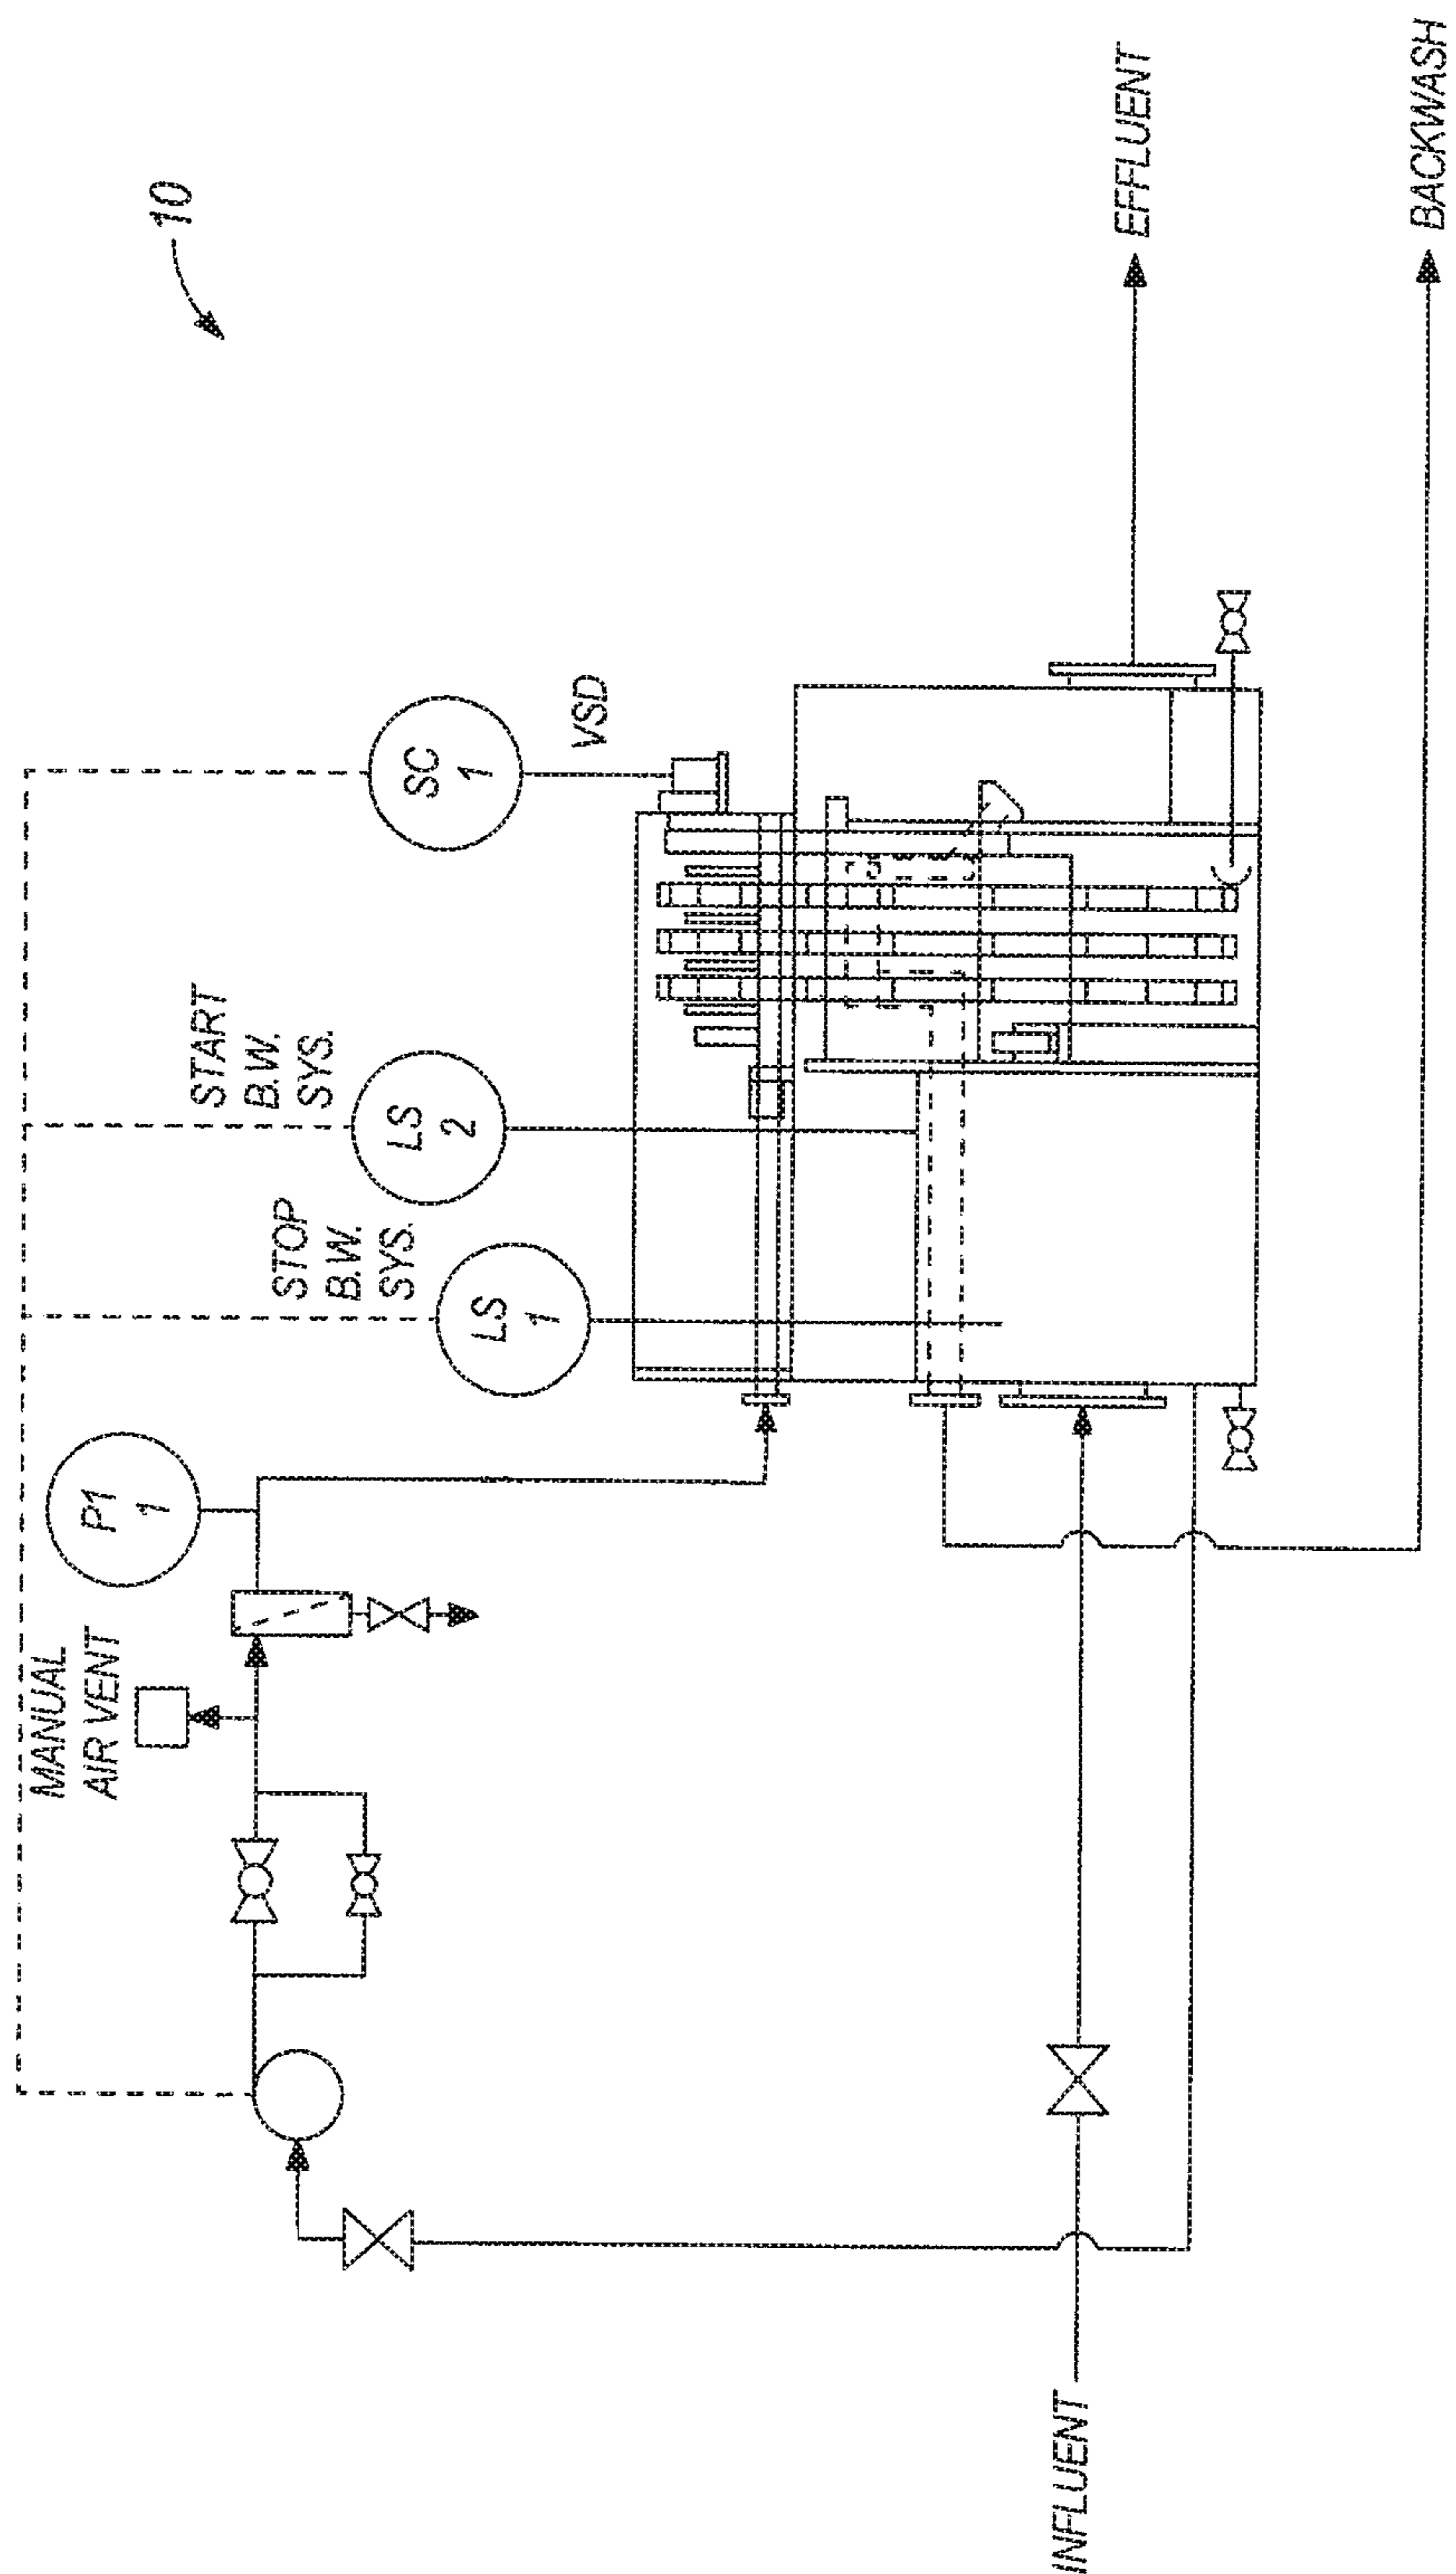 10
MANUAL
AIR VENT
P1
1
STOP
B.W.
SYS.
LS
1
START
B.W.
SYS.
LS
2
SC
1
VSD
INFLUENT
EFFLUENT
BACKWASH